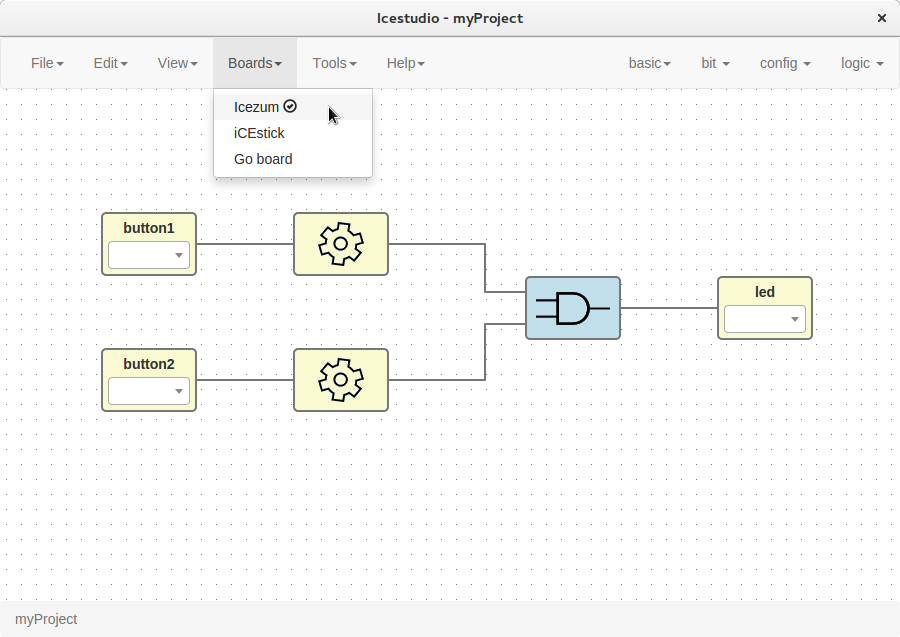 Icestudio - myProject
File Edit View Boards Tools Help basic bit config logic
Icezum
iCEstick
Go board
button1
led
button2
myProject